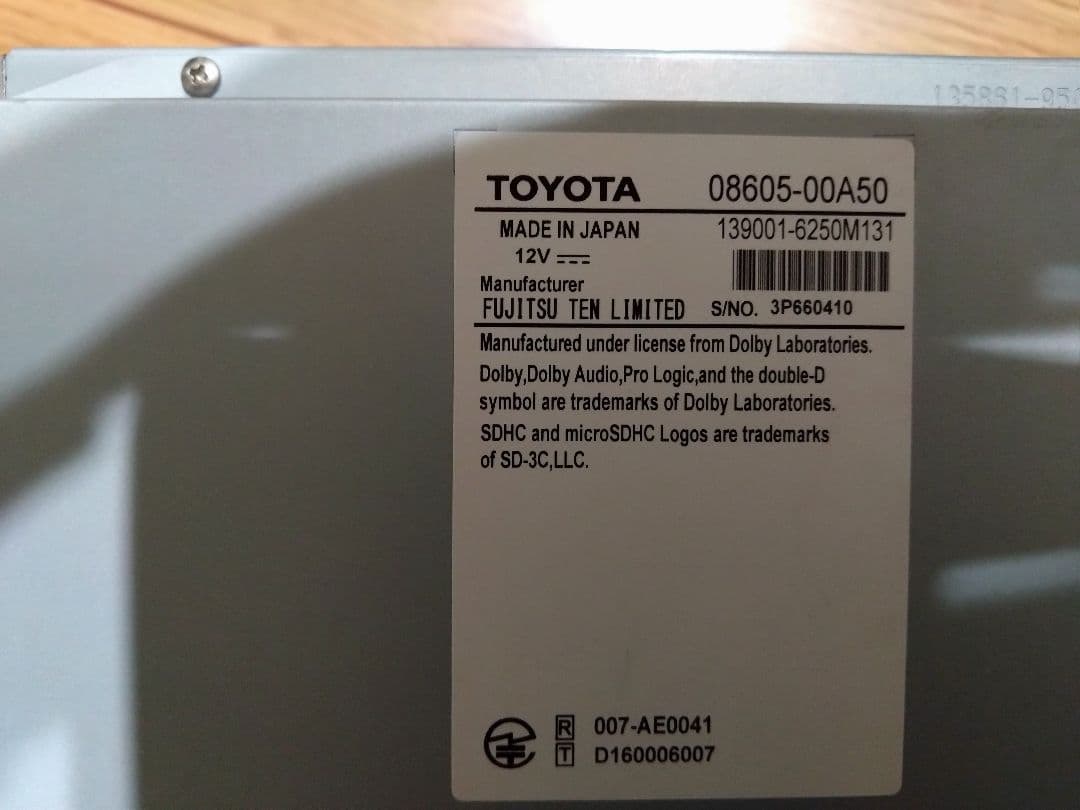 TOYOTA 08605-00A50
MADE IN JAPAN 139001-6250M131
12V
Manufacturer
FUJITSU TEN LIMITED S/NO. 3P660410
Manufactured under license from Dolby Laboratories.
Dolby,Dolby Audio,Pro Logic,and the double-D
symbol are trademarks of Dolby Laboratories.
SDHC and microSDHC Logos are trademarks
of SD-3C,LLC.
R 007-AE0041
T D160006007